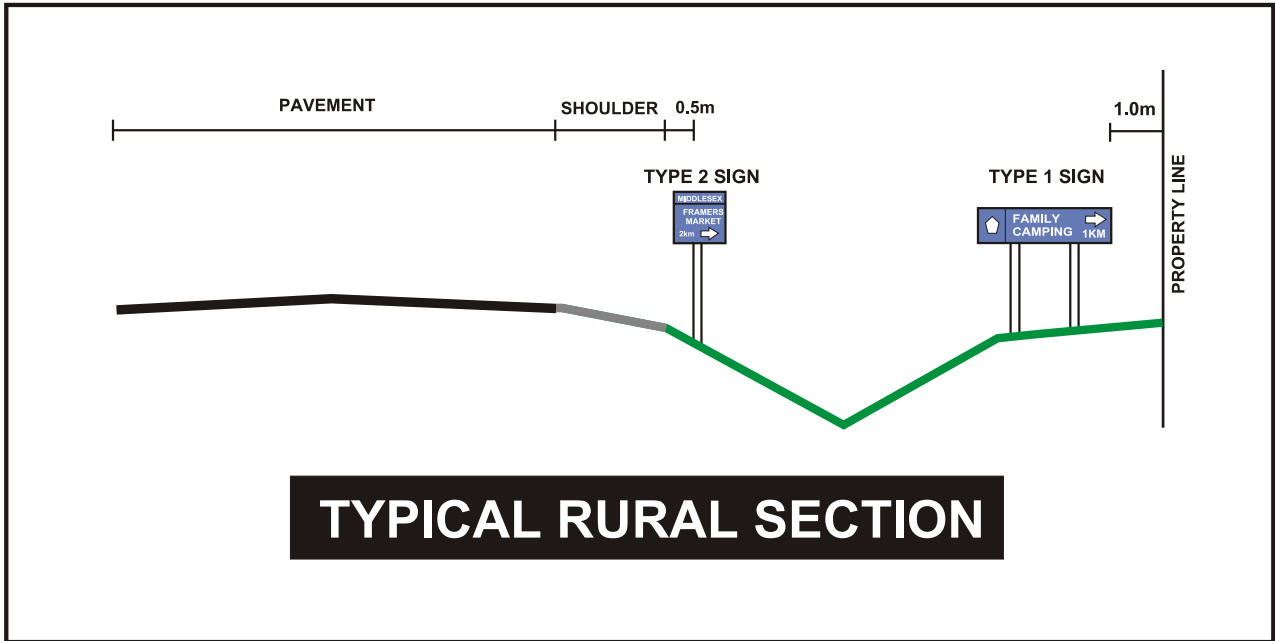 PAVEMENT
SHOULDER
0.5m
1.0m
TYPE 2 SIGN
MIDDLESEX
FRAMERS
MARKET
2km
TYPE 1 SIGN
FAMILY
CAMPING
1KM
PROPERTY LINE
TYPICAL RURAL SECTION